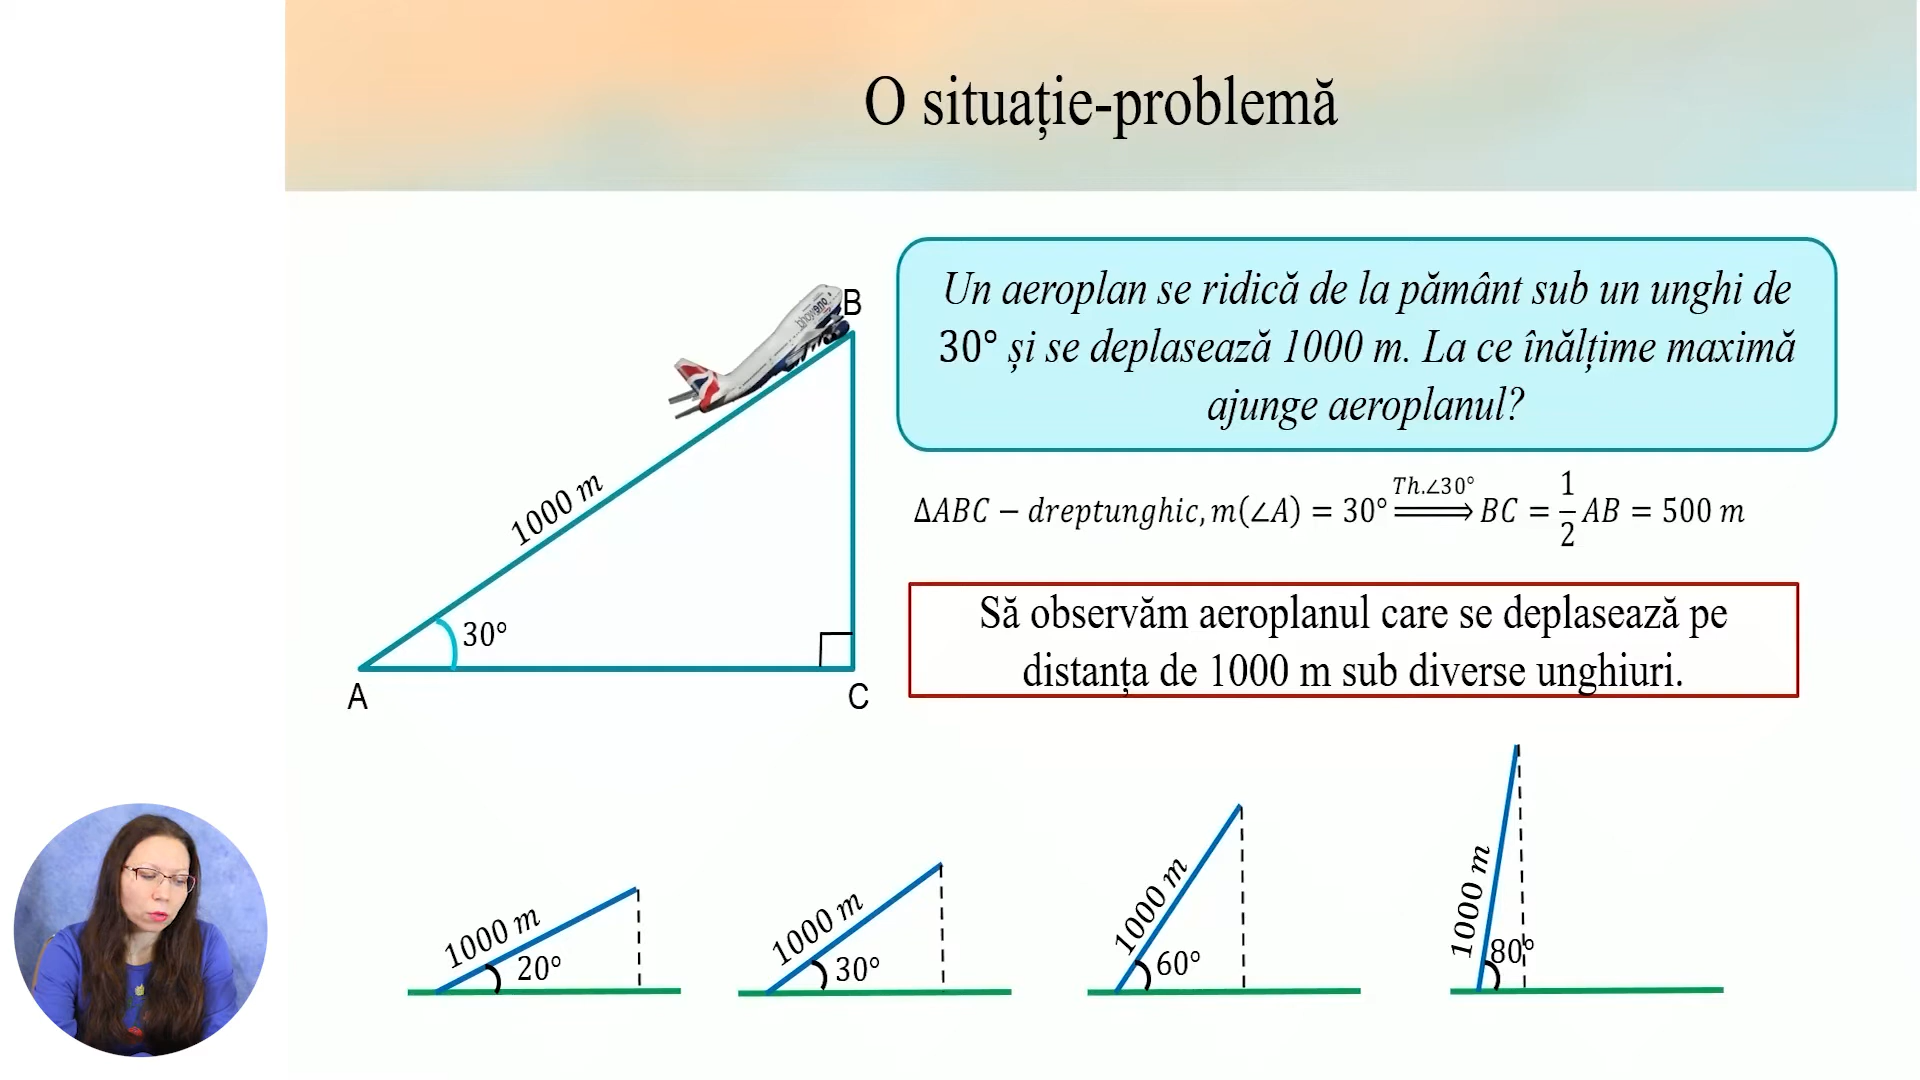 O situație-problemă
B
Un aeroplan se ridică de la pământ sub un unghi de
30° și se deplasează 1000 m. La ce înălțime maximă
ajunge aeroplanul?
1000 m
ΔABC − dreptunghic, m(∠A) = 30° ⟹ (Th.∠30°) BC = 1/2 AB = 500 m
30°
A
C
Să observăm aeroplanul care se deplasează pe
distanța de 1000 m sub diverse unghiuri.
1000 m
20°
1000 m
30°
1000 m
60°
1000 m
80°